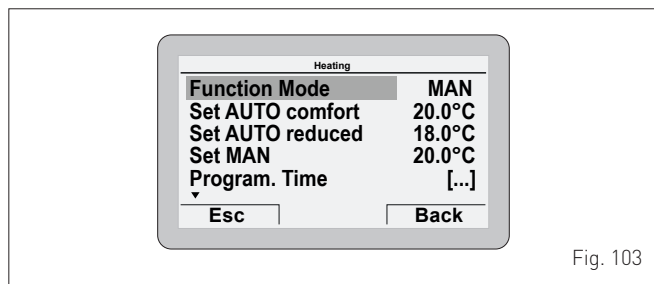 Heating
Function Mode MAN
Set AUTO comfort 20.0°C
Set AUTO reduced 18.0°C
Set MAN 20.0°C
Program. Time [...]
Esc Back
Fig. 103